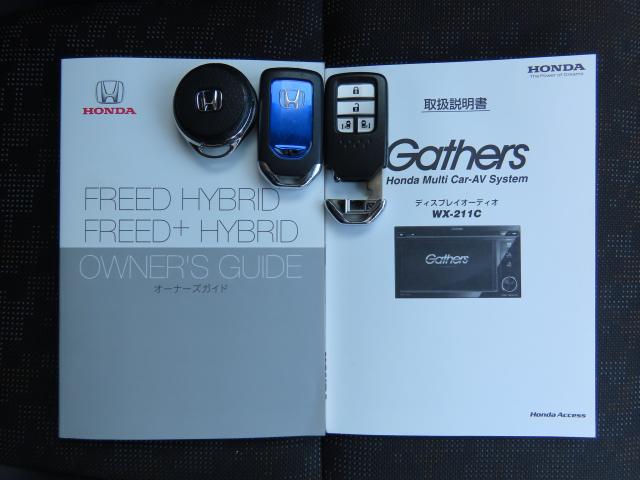 HONDA
FREED HYBRID
FREED+ HYBRID
OWNER'S GUIDE
オーナーズガイド
HONDA
The Power of Dreams
取扱説明書
Gathers
Honda Multi Car-AV System
ディスプレイオーディオ
WX-211C
Gathers
Honda Access